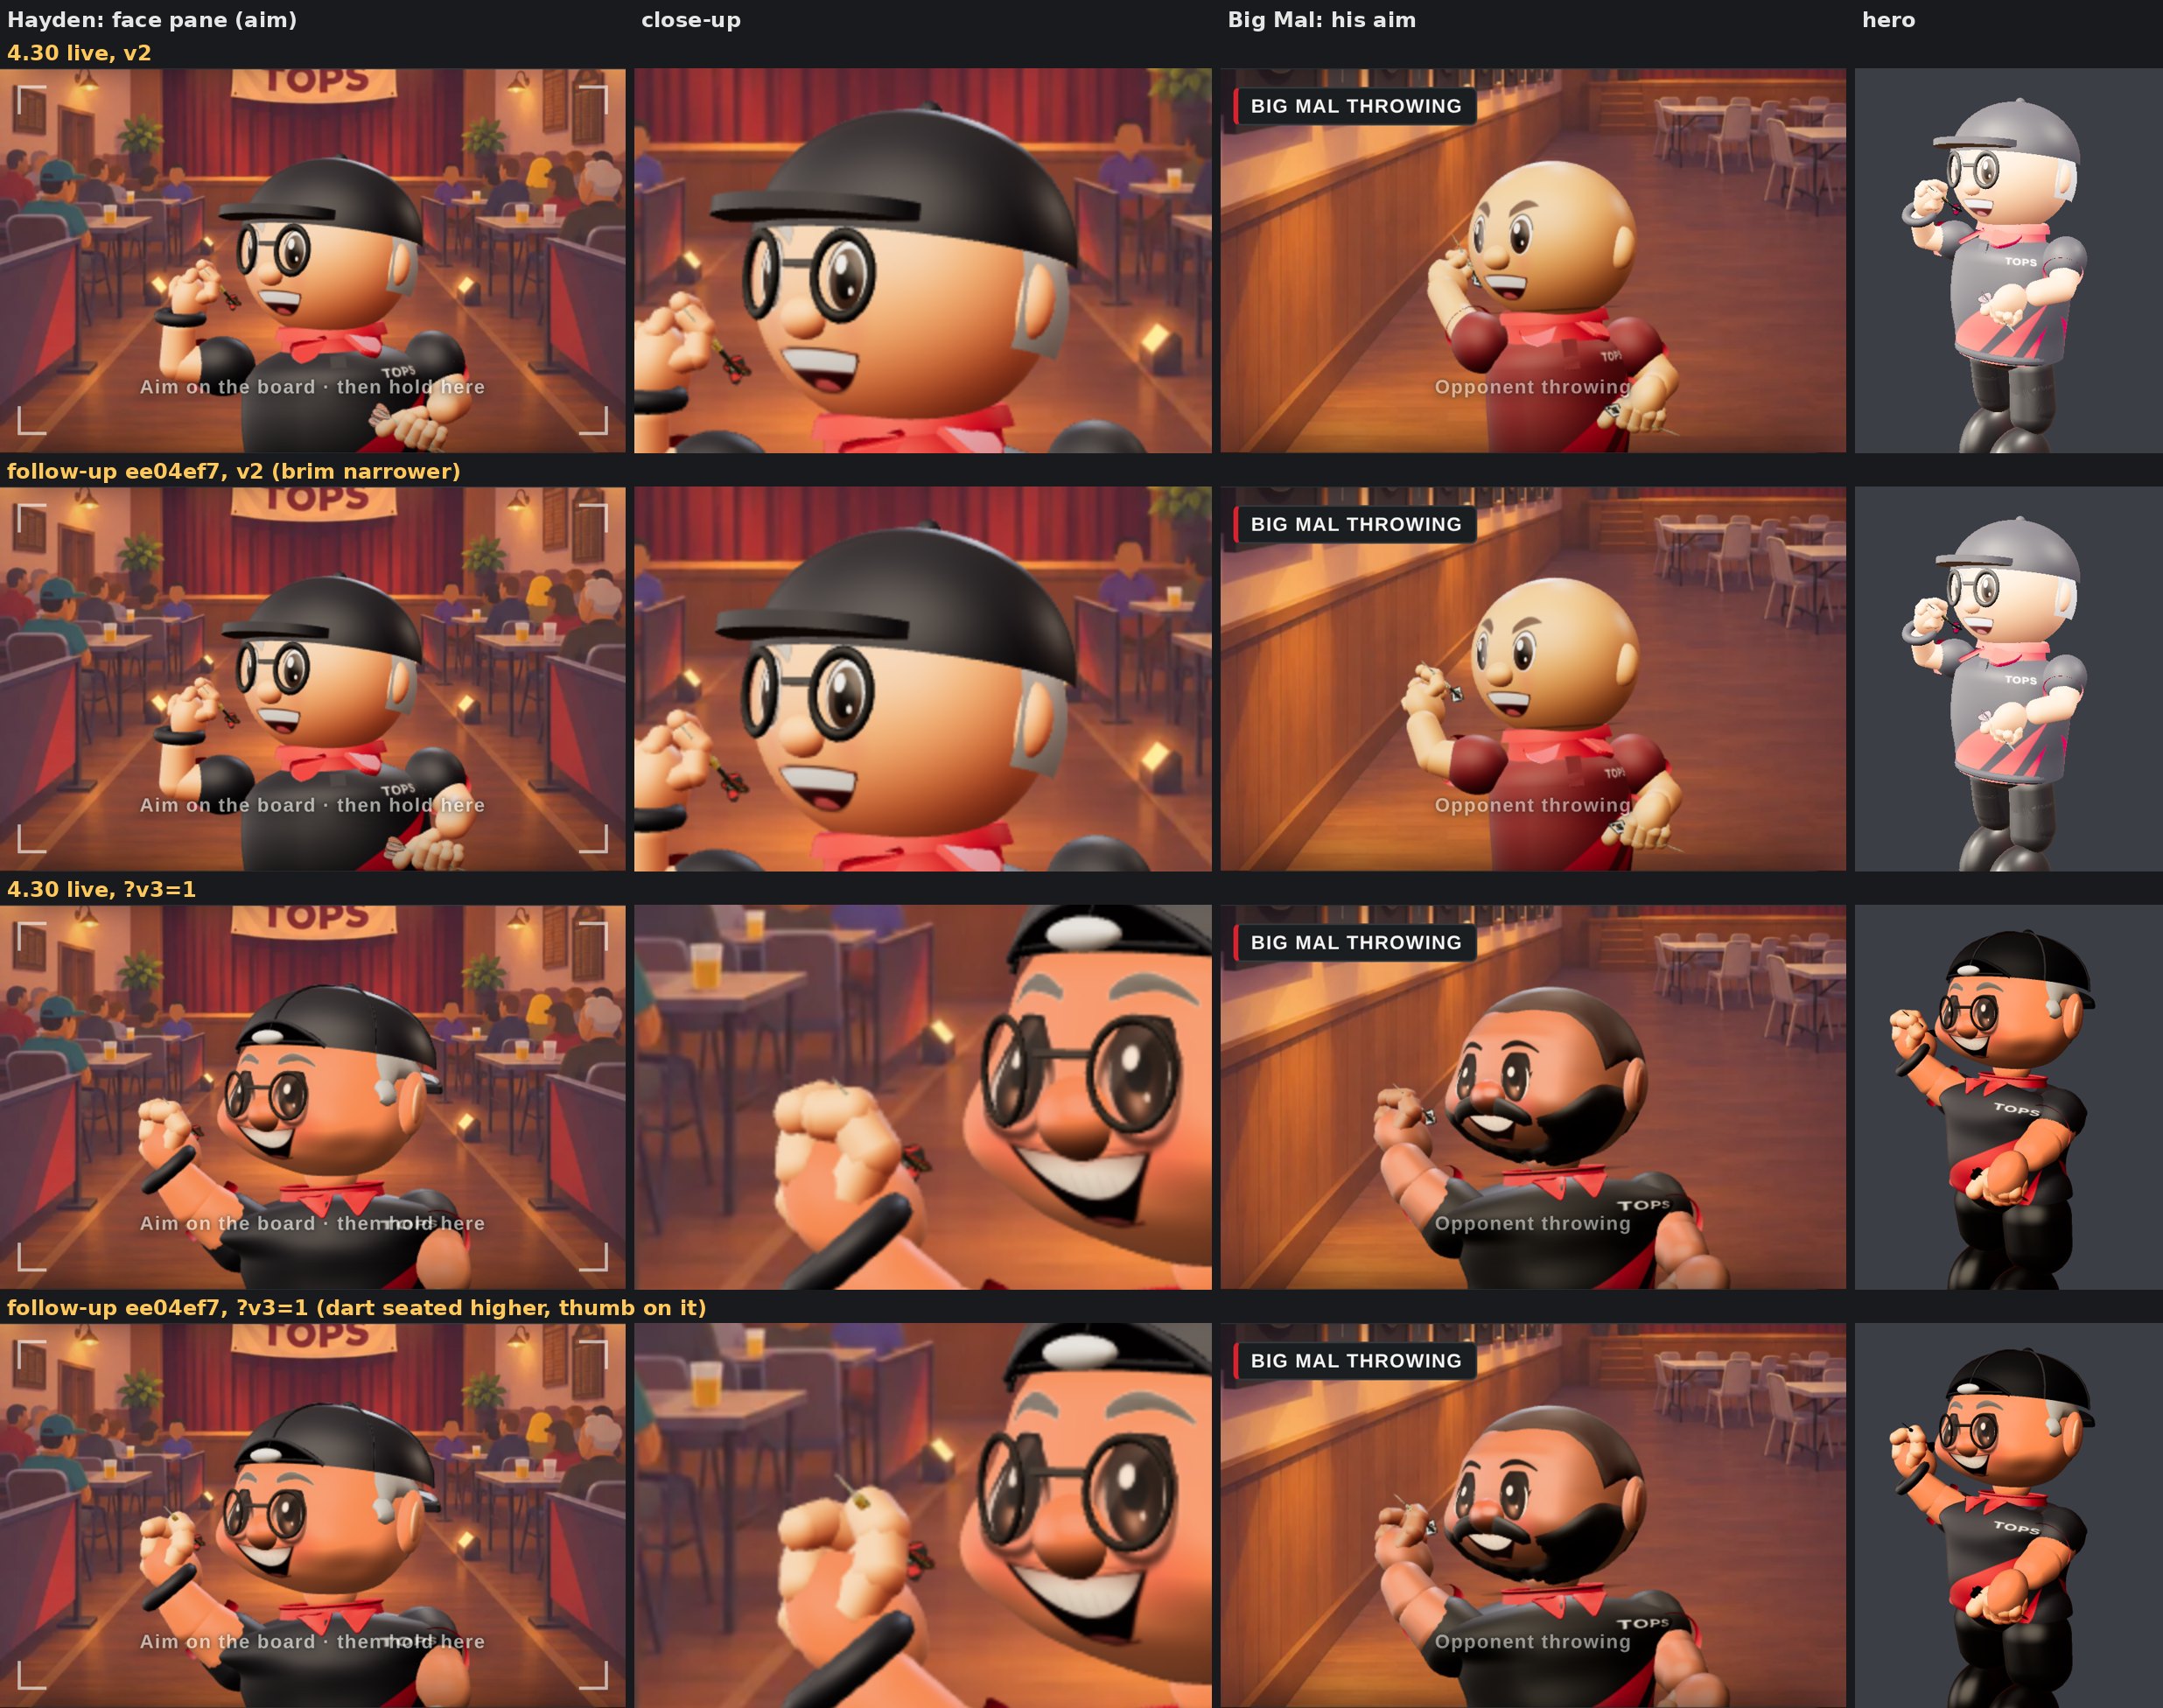 Hayden: face pane (aim) close-up Big Mal: his aim hero
4.30 live, v2
TOPS
BIG MAL THROWING
TOPS
TOPS
TOPS
Aim on the board · then hold here
Opponent throwing
follow-up ee04ef7, v2 (brim narrower)
TOPS
BIG MAL THROWING
TOPS
TOPS
TOPS
Aim on the board · then hold here
Opponent throwing
4.30 live, ?v3=1
TOPS
BIG MAL THROWING
TOPS
TOPS
Aim on the board · then hold here
Opponent throwing
follow-up ee04ef7, ?v3=1 (dart seated higher, thumb on it)
TOPS
BIG MAL THROWING
TOPS
TOPS
Aim on the board · then hold here
Opponent throwing